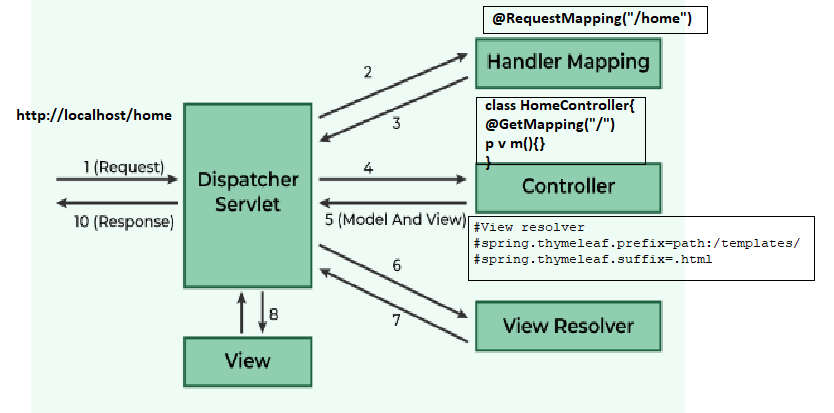 @RequestMapping("/home")
2
Handler Mapping
3
http://localhost/home
class HomeController{
@GetMapping("/")
p v m(){}
}
1 (Request)
4
Dispatcher
Servlet
Controller
10 (Response)
5 (Model And View)
#View resolver
#spring.thymeleaf.prefix=path:/templates/
#spring.thymeleaf.suffix=.html
6
7
8
View Resolver
View